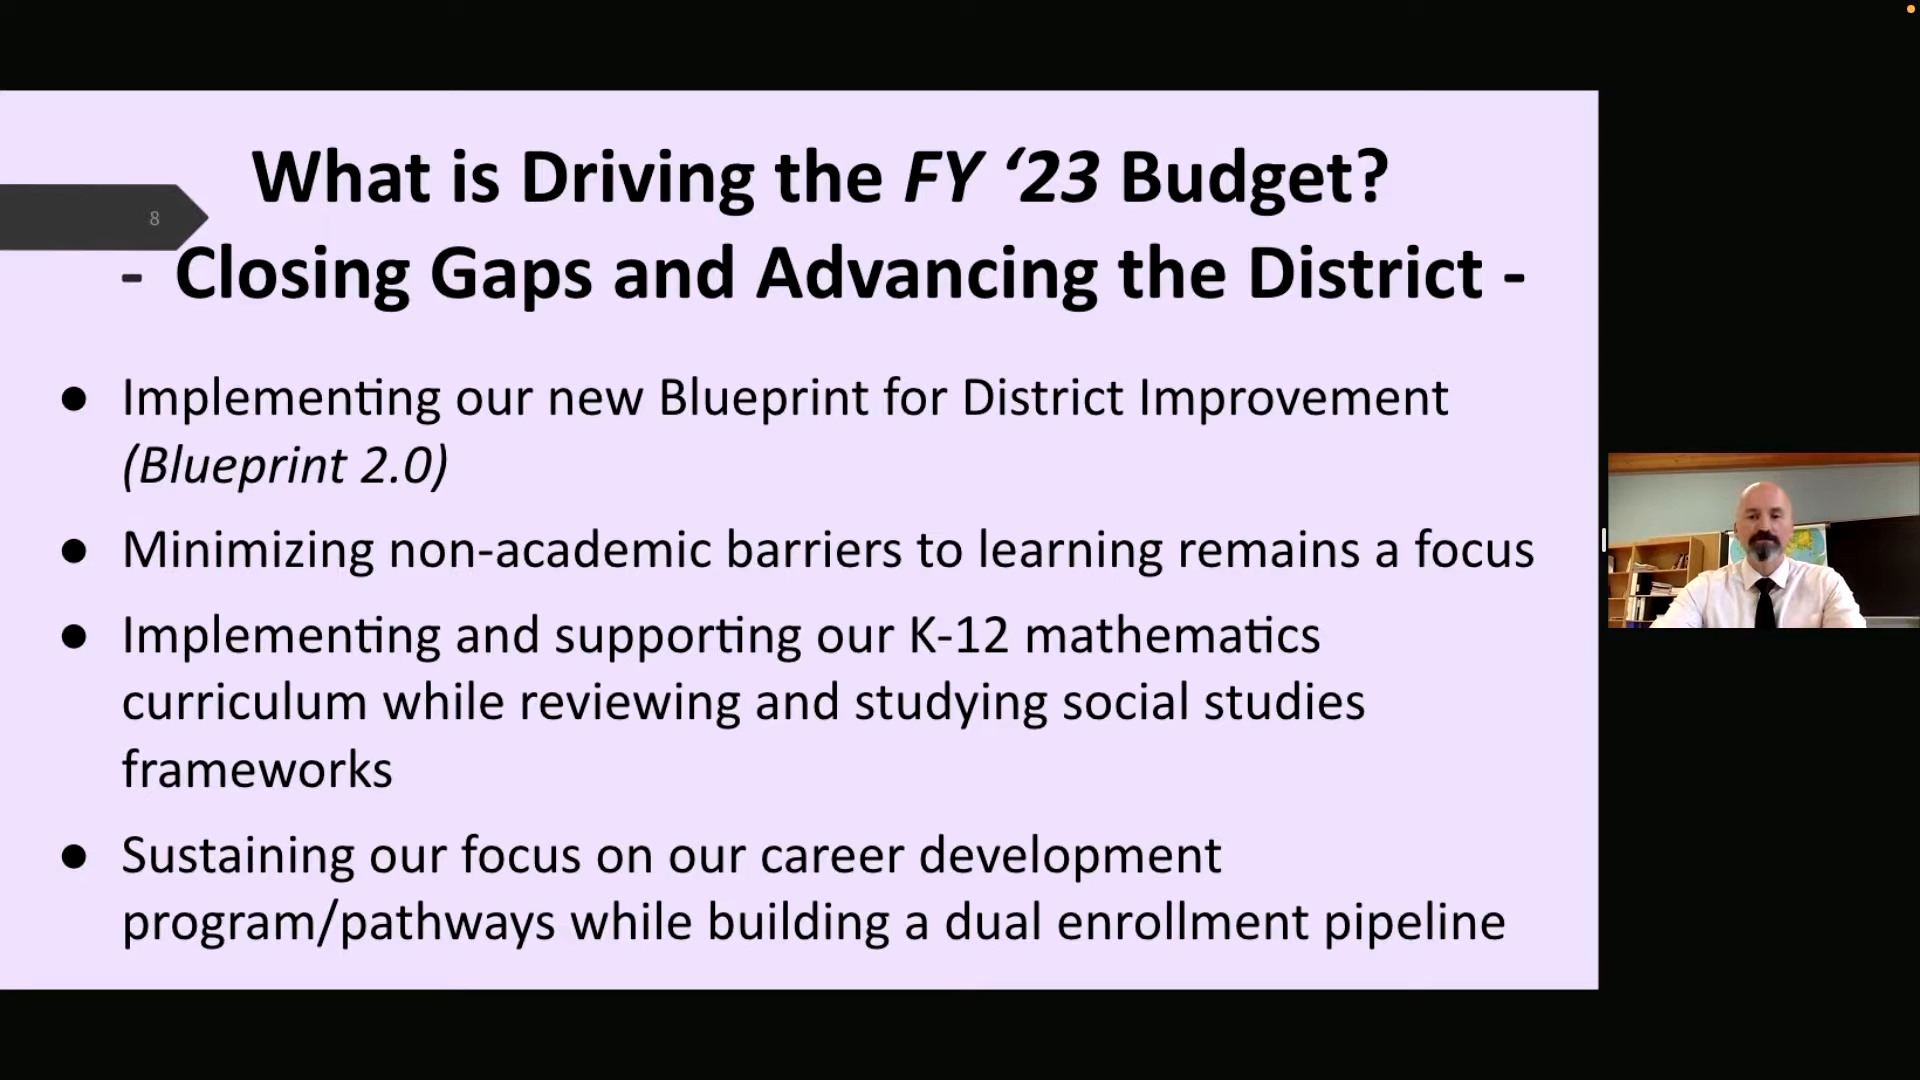 What is Driving the FY ‘23 Budget?
8
- Closing Gaps and Advancing the District -
● Implementing our new Blueprint for District Improvement
(Blueprint 2.0)
● Minimizing non-academic barriers to learning remains a focus
● Implementing and supporting our K-12 mathematics
curriculum while reviewing and studying social studies
frameworks
● Sustaining our focus on our career development
program/pathways while building a dual enrollment pipeline